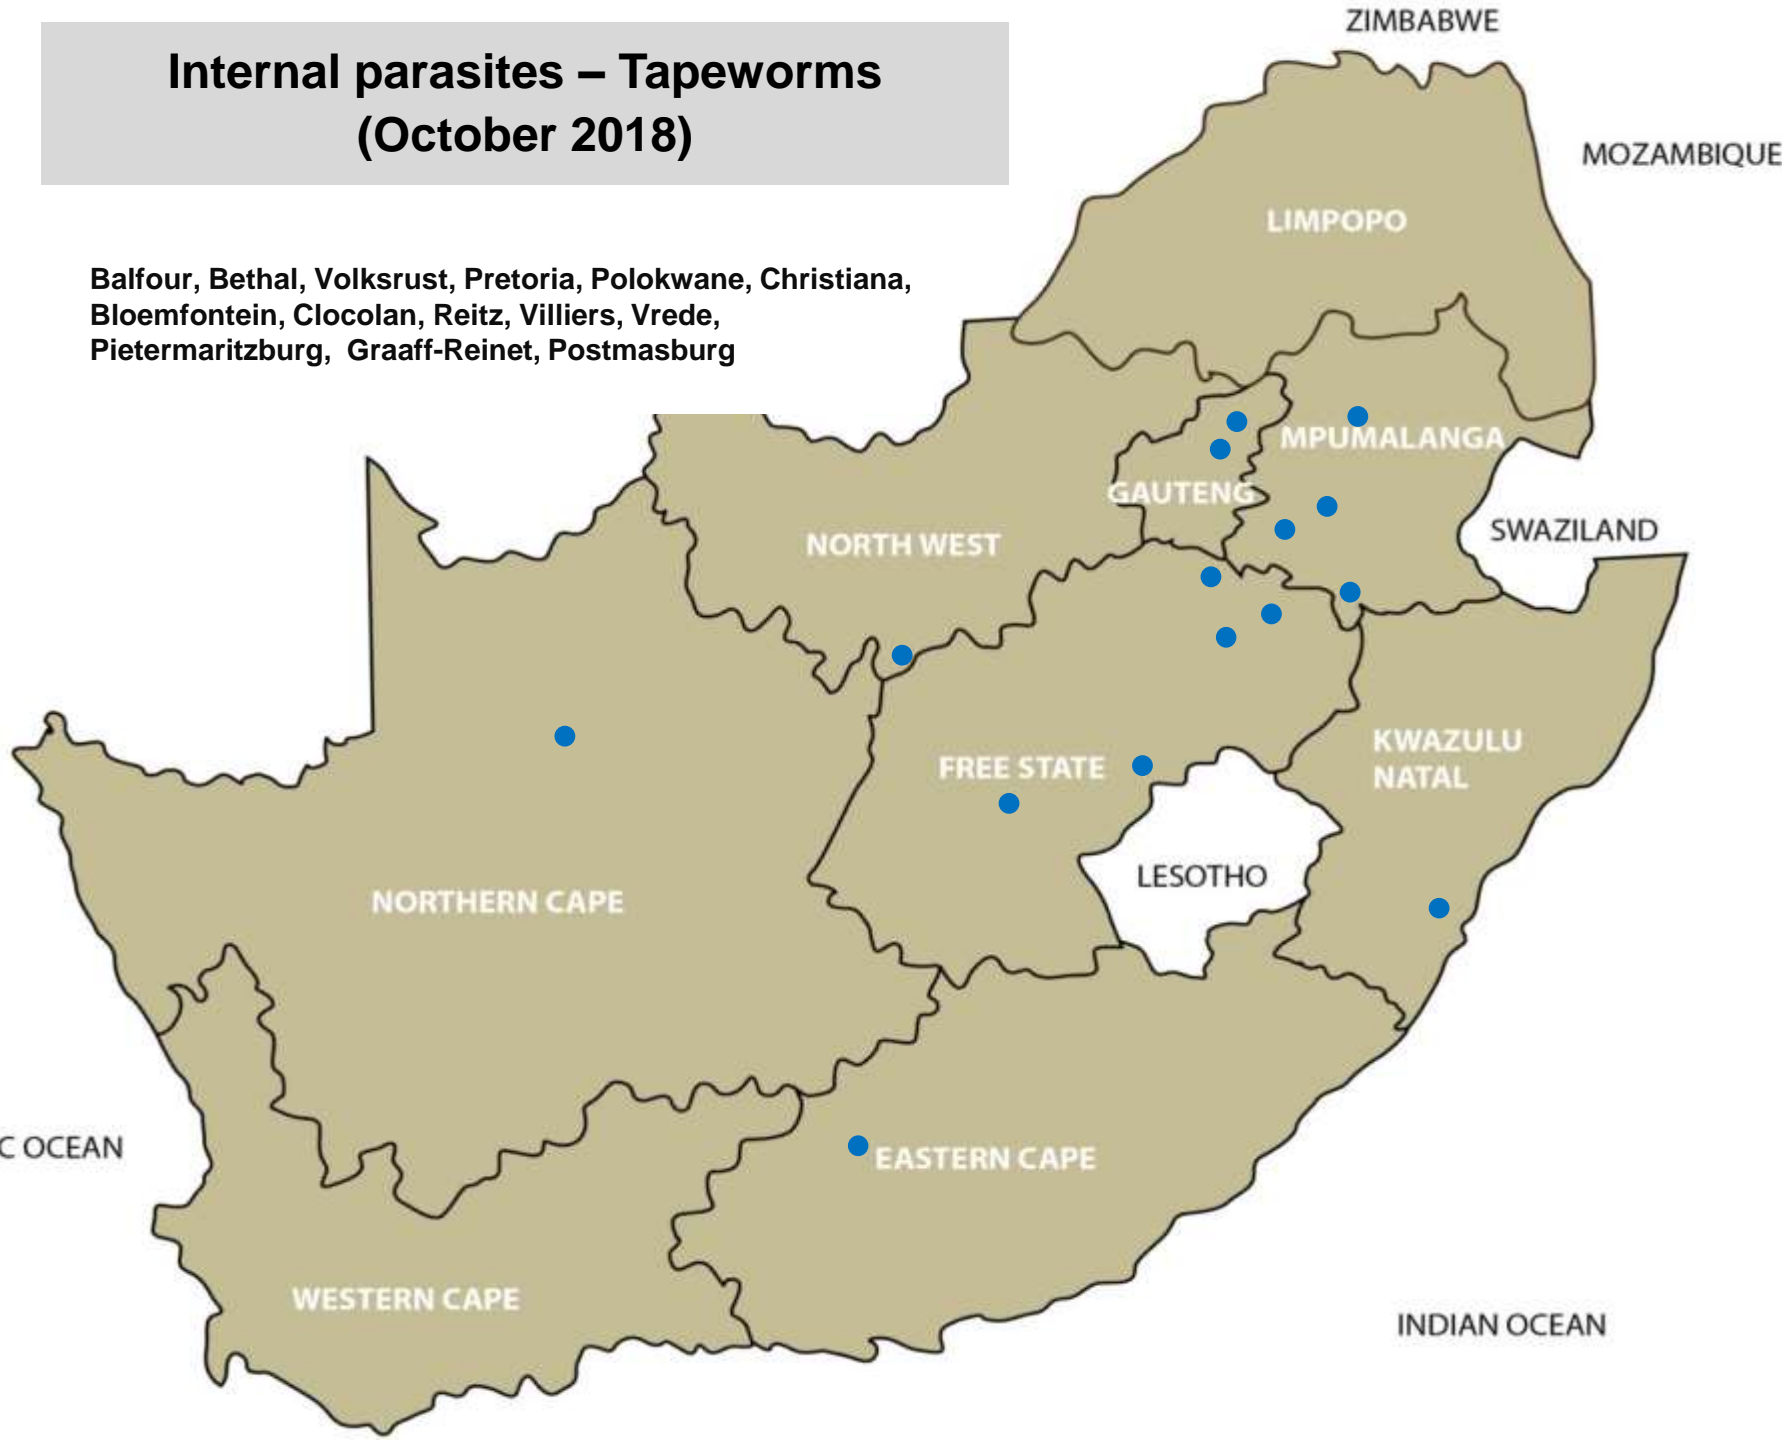 Internal parasites – Tapeworms
(October 2018)
Balfour, Bethal, Volksrust, Pretoria, Polokwane, Christiana,
Bloemfontein, Clocolan, Reitz, Villiers, Vrede,
Pietermaritzburg, Graaff-Reinet, Postmasburg
ZIMBABWE
MOZAMBIQUE
LIMPOPO
MPUMALANGA
GAUTENG
SWAZILAND
NORTH WEST
KWAZULU
NATAL
FREE STATE
LESOTHO
NORTHERN CAPE
C OCEAN
EASTERN CAPE
WESTERN CAPE
INDIAN OCEAN